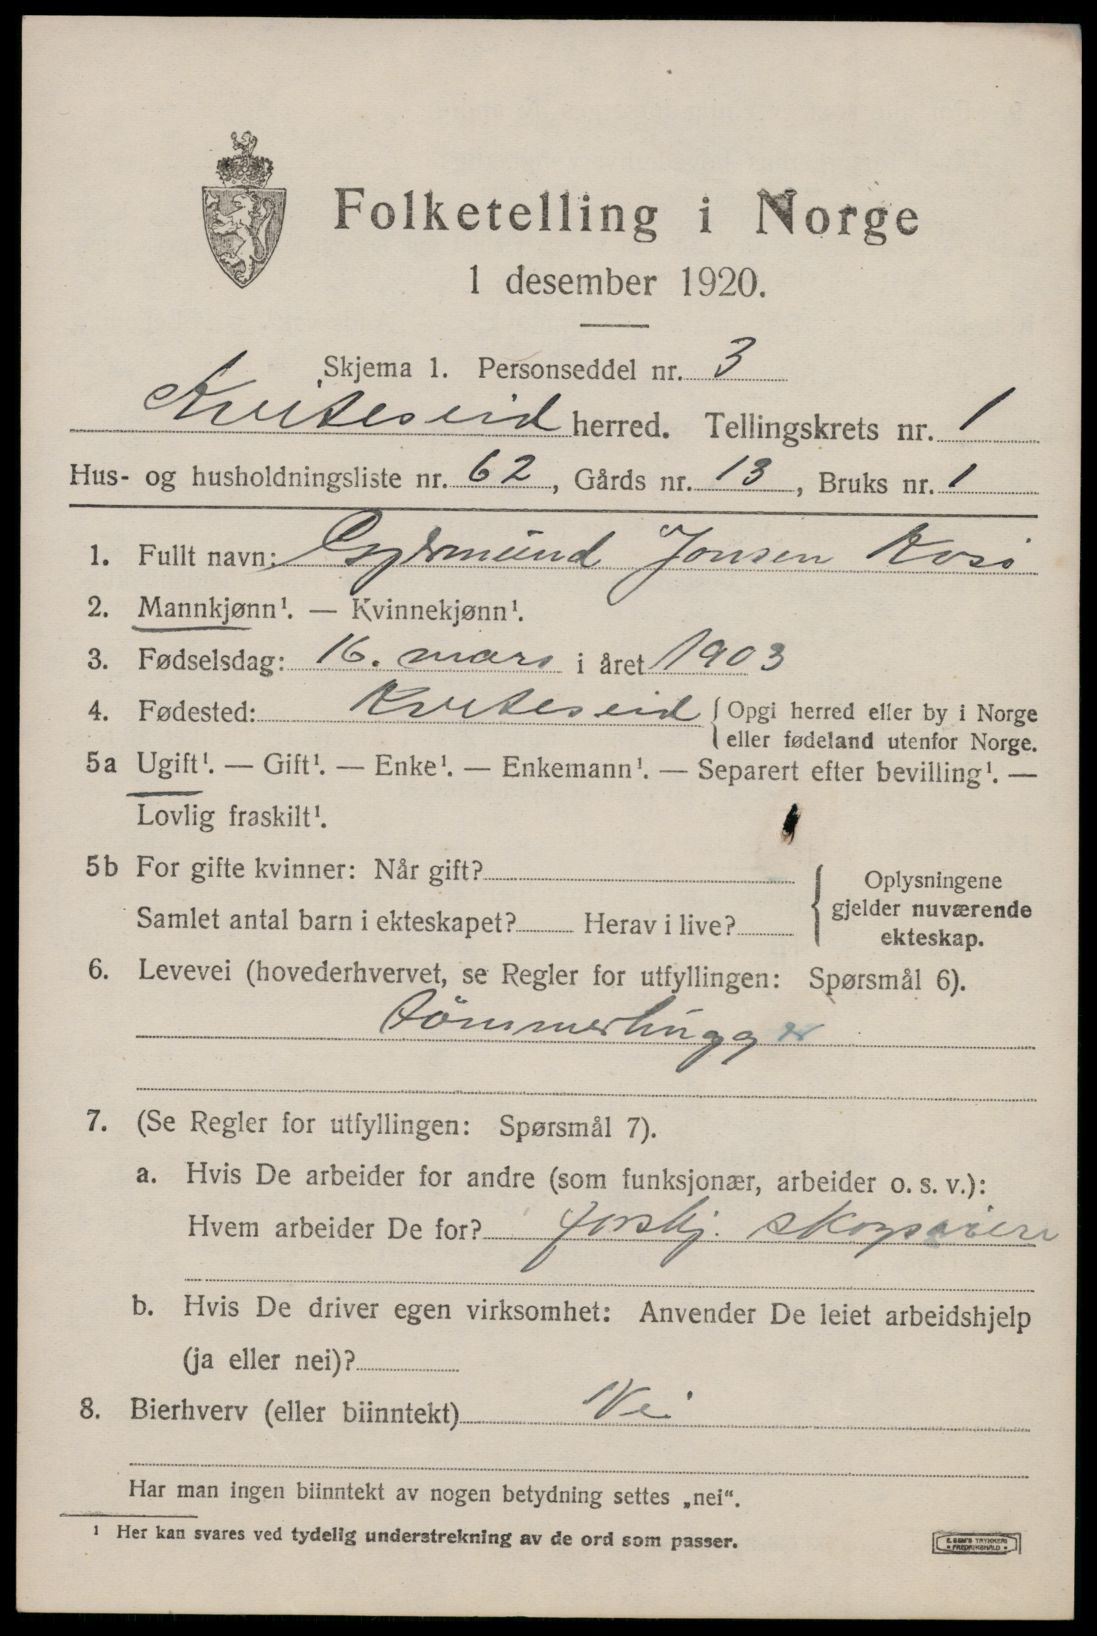 Folketelling i Norge
1 desember 1920.
Skjema 1. Personseddel nr. 3
Kviteseid herred. Tellingskrets nr. 1
Hus- og husholdningsliste nr. 62, Gårds nr. 13, Bruks nr. 1
1. Fullt navn: Gjermund Jonsen
2. Mannkjønn¹. — Kvinnekjønn¹.
3. Fødselsdag: 16. mars i året 1903
4. Fødested: Kviteseid { Opgi herred eller by i Norge
eller fødeland utenfor Norge.
5a Ugift¹. — Gift¹. — Enke¹. — Enkemann¹. — Separert efter bevilling¹. —
Lovlig fraskilt¹.
5b For gifte kvinner: Når gift?
Samlet antal barn i ekteskapet? Herav i live?
Oplysningene
gjelder nuværende
ekteskap.
6. Levevei (hovederhvervet, se Regler for utfyllingen: Spørsmål 6).
tömmerhugger
7. (Se Regler for utfyllingen: Spørsmål 7).
a. Hvis De arbeider for andre (som funksjonær, arbeider o. s. v.):
Hvem arbeider De for? forskj. skogseiere
b. Hvis De driver egen virksomhet: Anvender De leiet arbeidshjelp
(ja eller nei)?
8. Bierhverv (eller biinntekt) Nei
Har man ingen biinntekt av nogen betydning settes „nei“.
¹ Her kan svares ved tydelig understrekning av de ord som passer.
E. SEM'S TRYKKERI
• FREDRIKSHALD •